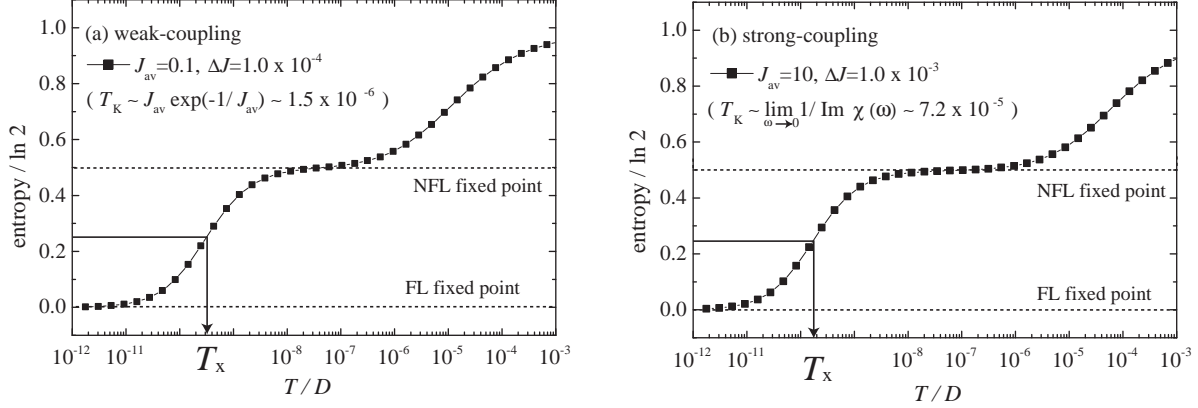 (a) weak-coupling
J_av=0.1, ΔJ=1.0 x 10^-4
( T_K ~ J_av exp(-1/ J_av) ~ 1.5 x 10^-6 )
NFL fixed point
FL fixed point
entropy / ln 2
1.0
0.8
0.6
0.4
0.2
0.0
10^-12 10^-11 T_x 10^-8 10^-7 10^-6 10^-5 10^-4 10^-3
T / D
(b) strong-coupling
J_av=10, ΔJ=1.0 x 10^-3
( T_K ~ lim 1/ Im χ (ω) ~ 7.2 x 10^-5 )
ω→0
NFL fixed point
FL fixed point
entropy / ln 2
1.0
0.8
0.6
0.4
0.2
0.0
10^-12 10^-11 T_x 10^-8 10^-7 10^-6 10^-5 10^-4 10^-3
T / D